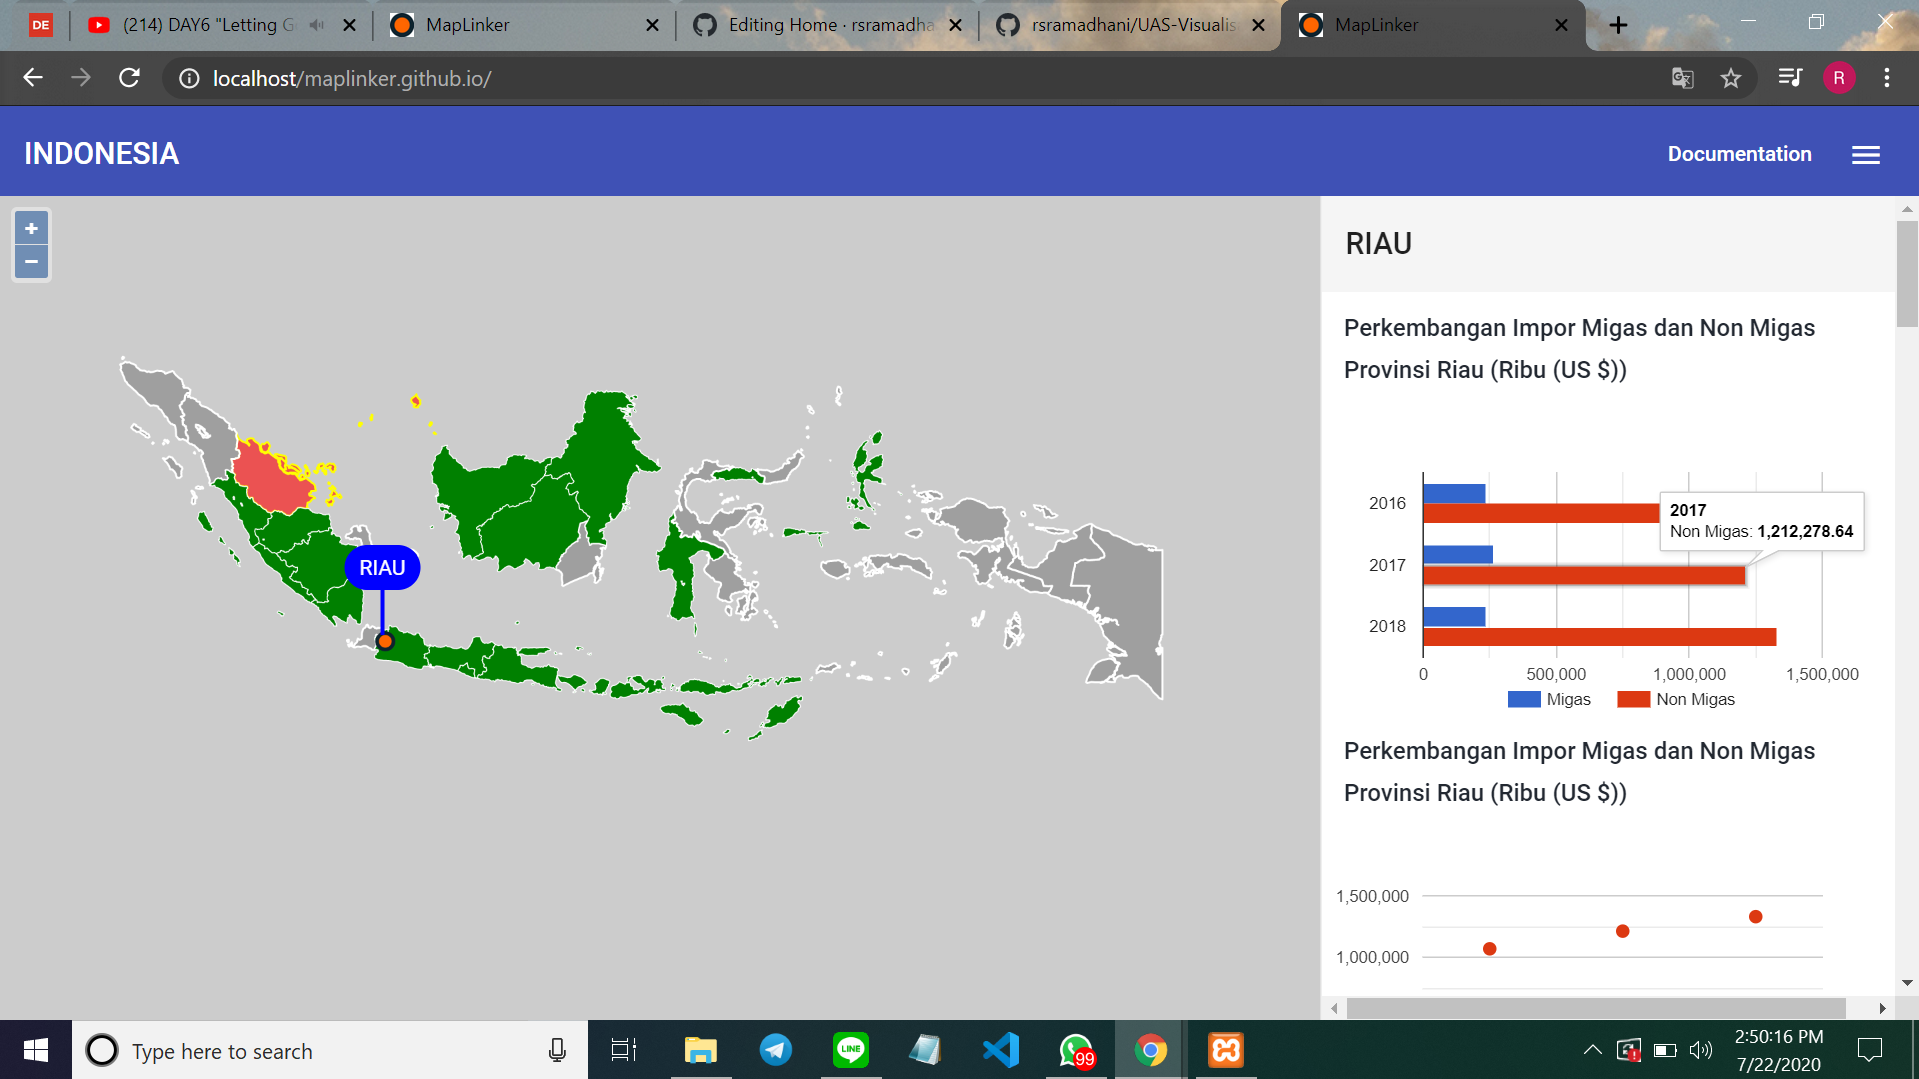 DE
(214) DAY6 "Letting G
MapLinker
Editing Home · rsramadha
rsramadhani/UAS-Visualis
MapLinker
localhost/maplinker.github.io/
R
INDONESIA
Documentation
+
−
RIAU
RIAU
Perkembangan Impor Migas dan Non Migas
Provinsi Riau (Ribu (US $))
2016
2017
Non Migas: 1,212,278.64
2017
2018
0
500,000
1,000,000
1,500,000
Migas
Non Migas
Perkembangan Impor Migas dan Non Migas
Provinsi Riau (Ribu (US $))
1,500,000
1,000,000
Type here to search
LINE
99
2:50:16 PM
7/22/2020